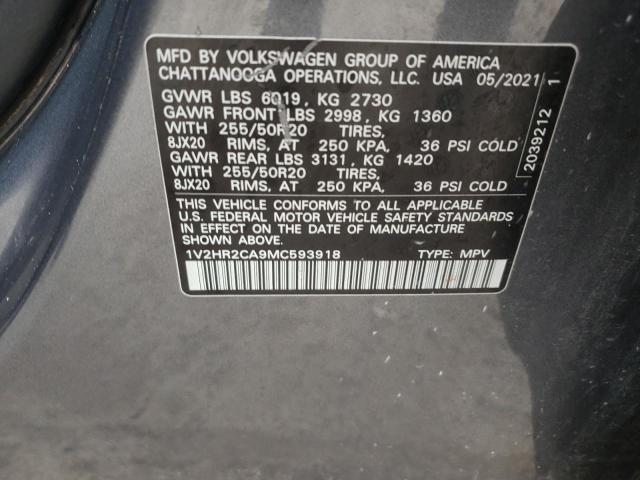 MFD BY VOLKSWAGEN GROUP OF AMERICA
CHATTANOOGA OPERATIONS, LLC. USA 05/2021
GVWR LBS 6019, KG 2730
GAWR FRONT LBS 2998, KG 1360
WITH 255/50R20 TIRES,
8JX20 RIMS, AT 250 KPA, 36 PSI COLD
GAWR REAR LBS 3131, KG 1420
WITH 255/50R20 TIRES,
8JX20 RIMS, AT 250 KPA, 36 PSI COLD
THIS VEHICLE CONFORMS TO ALL APPLICABLE
U.S. FEDERAL MOTOR VEHICLE SAFETY STANDARDS
IN EFFECT ON THE DATE OF MANUFACTURE
SHOWN ABOVE.
1V2HR2CA9MC593918 TYPE: MPV
2039212 1